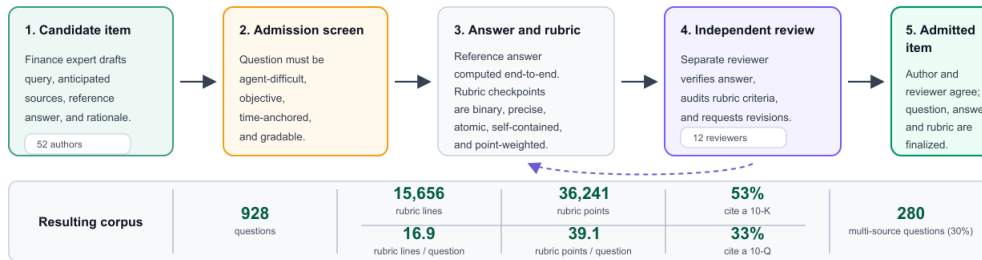 1. Candidate item
Finance expert drafts
query, anticipated
sources, reference
answer, and rationale.
52 authors
2. Admission screen
Question must be
agent-difficult,
objective,
time-anchored,
and gradable.
3. Answer and rubric
Reference answer
computed end-to-end.
Rubric checkpoints
are binary, precise,
atomic, self-contained,
and point-weighted.
4. Independent review
Separate reviewer
verifies answer,
audits rubric criteria,
and requests revisions.
12 reviewers
5. Admitted
item
Author and
reviewer agree;
question, answe
and rubric are
finalized.
Resulting corpus
928
questions
15,656
rubric lines
16.9
rubric lines / question
36,241
rubric points
39.1
rubric points / question
53%
cite a 10-K
33%
cite a 10-Q
280
multi-source questions (30%)